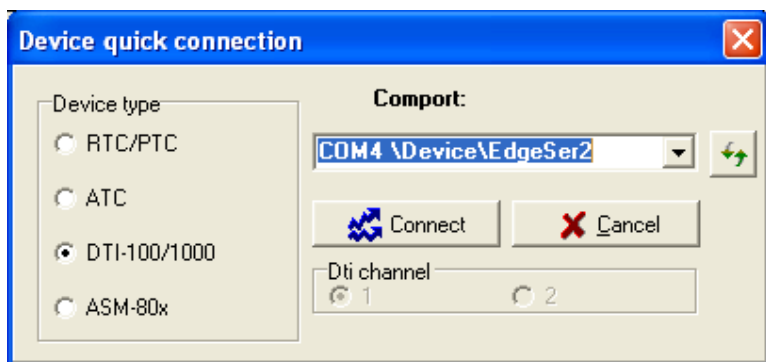 Device quick connection
Device type
RTC/PTC
ATC
DTI-100/1000
ASM-80x
Comport:
COM4 \Device\EdgeSer2
Connect
Cancel
Dti channel
1
2